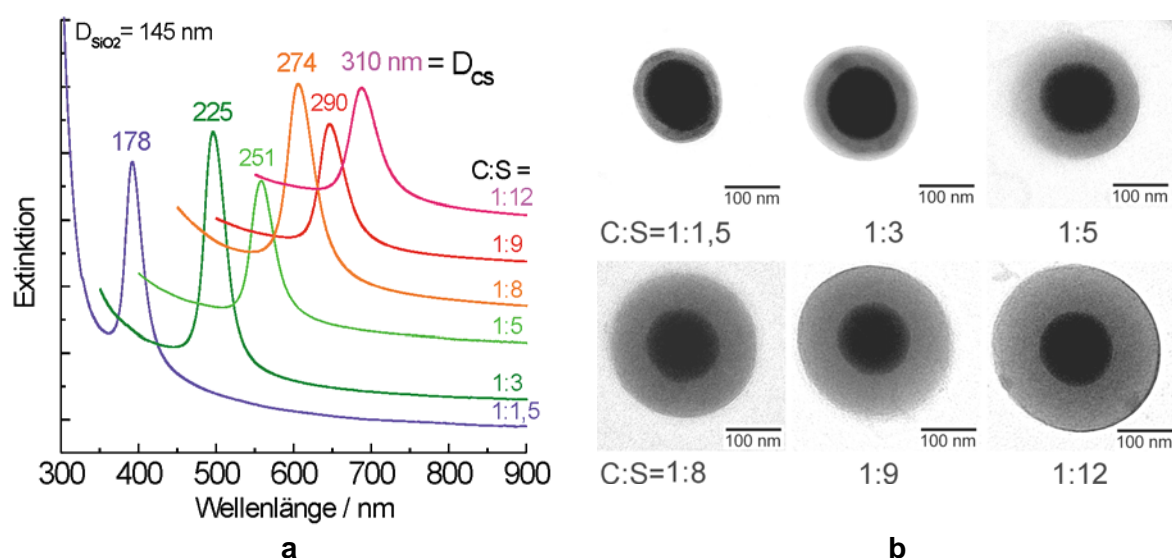 D_SiO2 = 145 nm
310 nm = D_CS
274
290
178
225
251
C:S =
1:12
1:9
1:8
1:5
1:3
1:1,5
Extinktion
300 400 500 600 700 800 900
Wellenlänge / nm
a
100 nm 100 nm 100 nm
C:S=1:1,5 1:3 1:5
100 nm 100 nm 100 nm
C:S=1:8 1:9 1:12
b